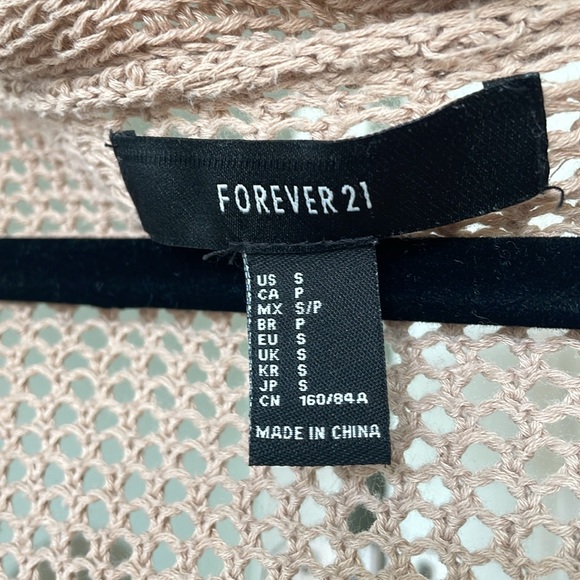 FOREVER 21
US S
CA P
MX S/P
BR P
EU S
UK S
KR S
JP S
CN 160/84A
MADE IN CHINA